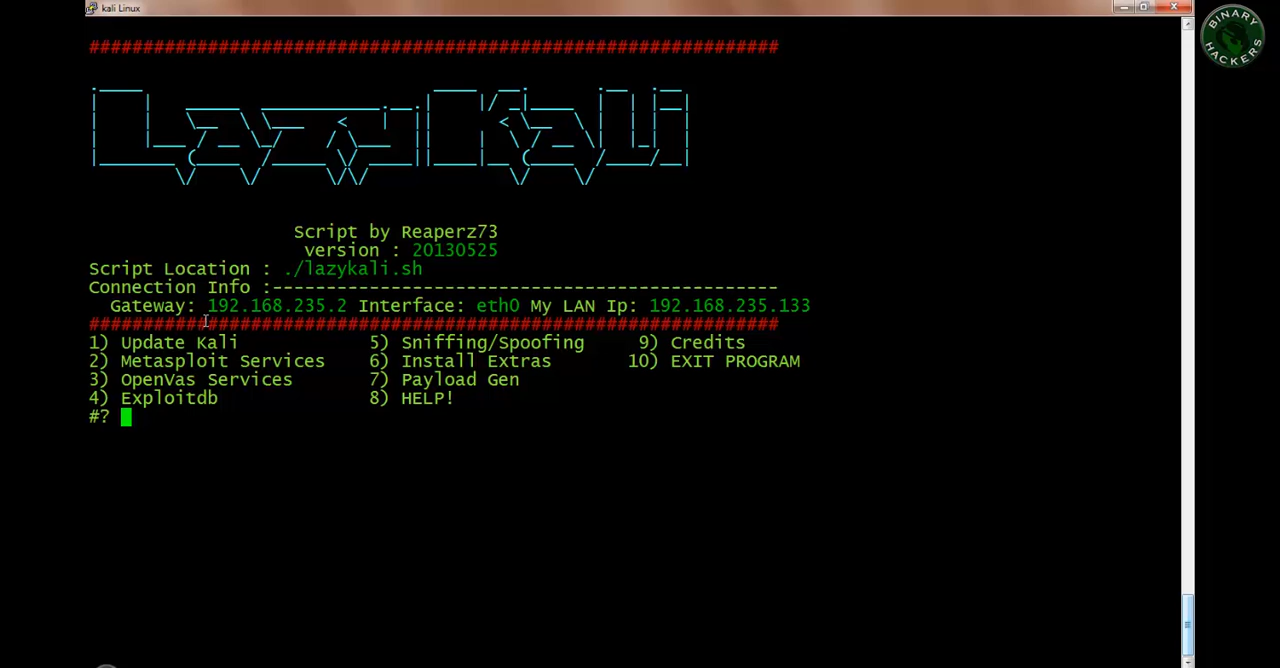 kali Linux
BINARY
HACKERS
################################################################
LazyKali
Script by Reaperz73
version : 20130525
Script Location : ./lazykali.sh
Connection Info :-----------------------------------------------
Gateway: 192.168.235.2 Interface: eth0 My LAN Ip: 192.168.235.133
################################################################
1) Update Kali 5) Sniffing/Spoofing 9) Credits
2) Metasploit Services 6) Install Extras 10) EXIT PROGRAM
3) OpenVas Services 7) Payload Gen
4) Exploitdb 8) HELP!
#?